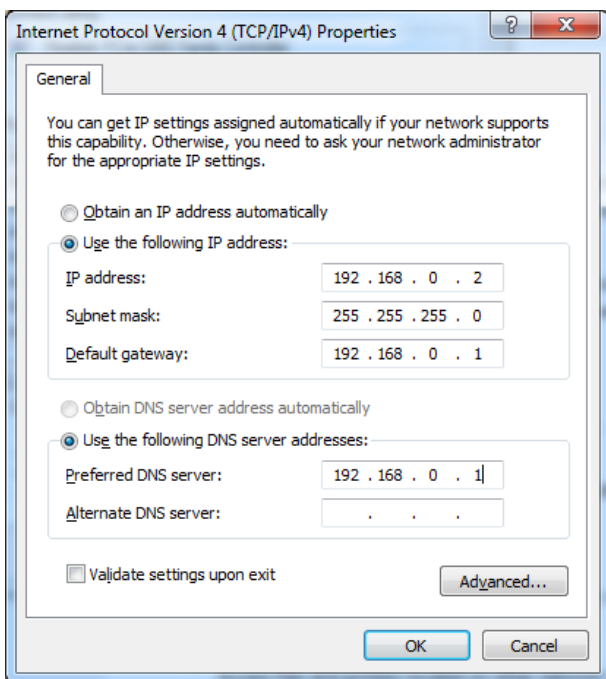 Internet Protocol Version 4 (TCP/IPv4) Properties
General
You can get IP settings assigned automatically if your network supports
this capability. Otherwise, you need to ask your network administrator
for the appropriate IP settings.
Obtain an IP address automatically
Use the following IP address:
IP address: 192 . 168 . 0 . 2
Subnet mask: 255 . 255 . 255 . 0
Default gateway: 192 . 168 . 0 . 1
Obtain DNS server address automatically
Use the following DNS server addresses:
Preferred DNS server: 192 . 168 . 0 . 1
Alternate DNS server: . . .
Validate settings upon exit
Advanced...
OK Cancel